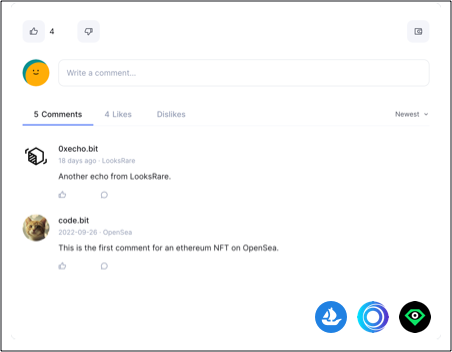 4
Write a comment...
5 Comments 4 Likes Dislikes Newest
0xecho.bit
18 days ago · LooksRare
Another echo from LooksRare.
code.bit
2022-09-26 · OpenSea
This is the first comment for an ethereum NFT on OpenSea.